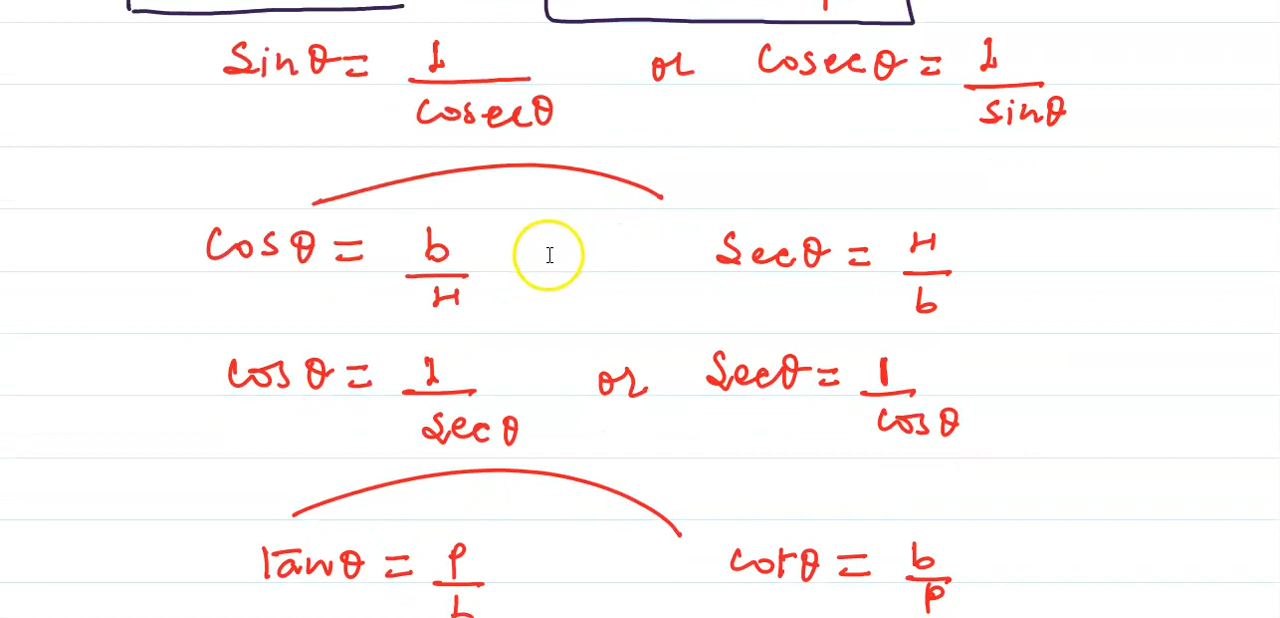 sinθ = 1/cosecθ or cosecθ = 1/sinθ
cosθ = b/H secθ = H/b
cosθ = 1/secθ or secθ = 1/cosθ
tanθ = p/b cotθ = b/p